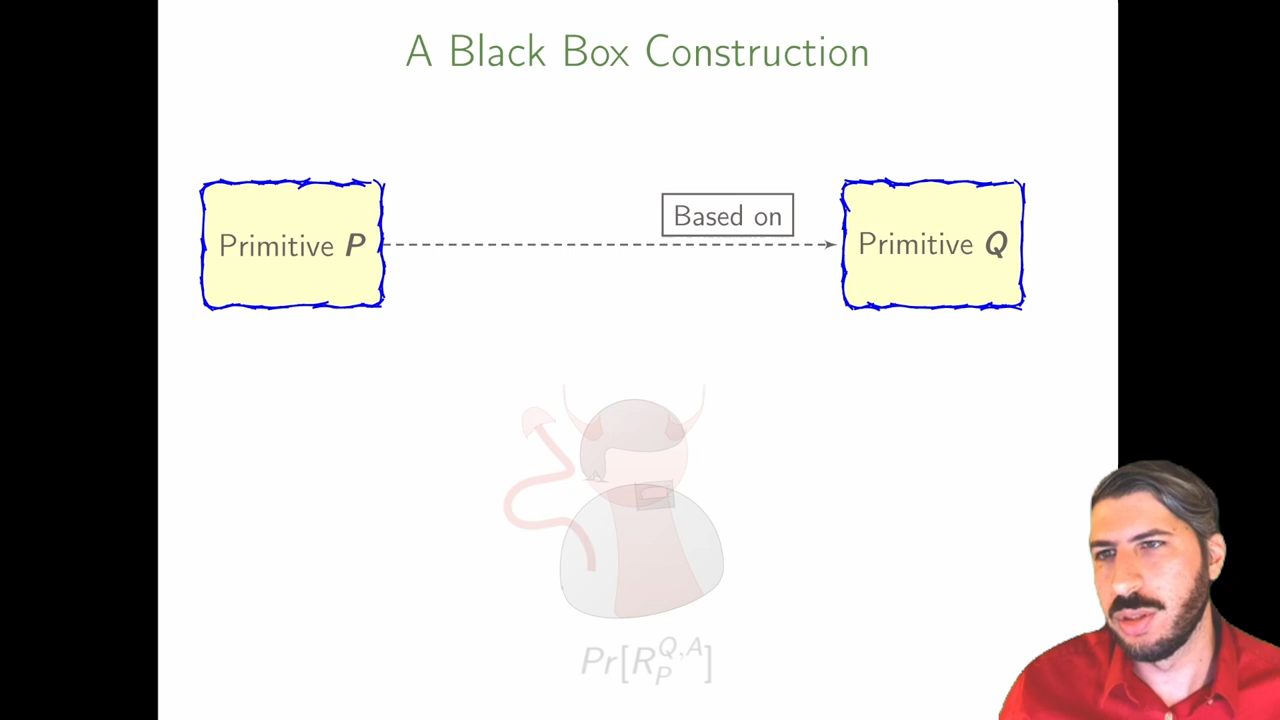 A Black Box Construction
Based on
Primitive P
Primitive Q
Pr[R_P^{Q,A}]